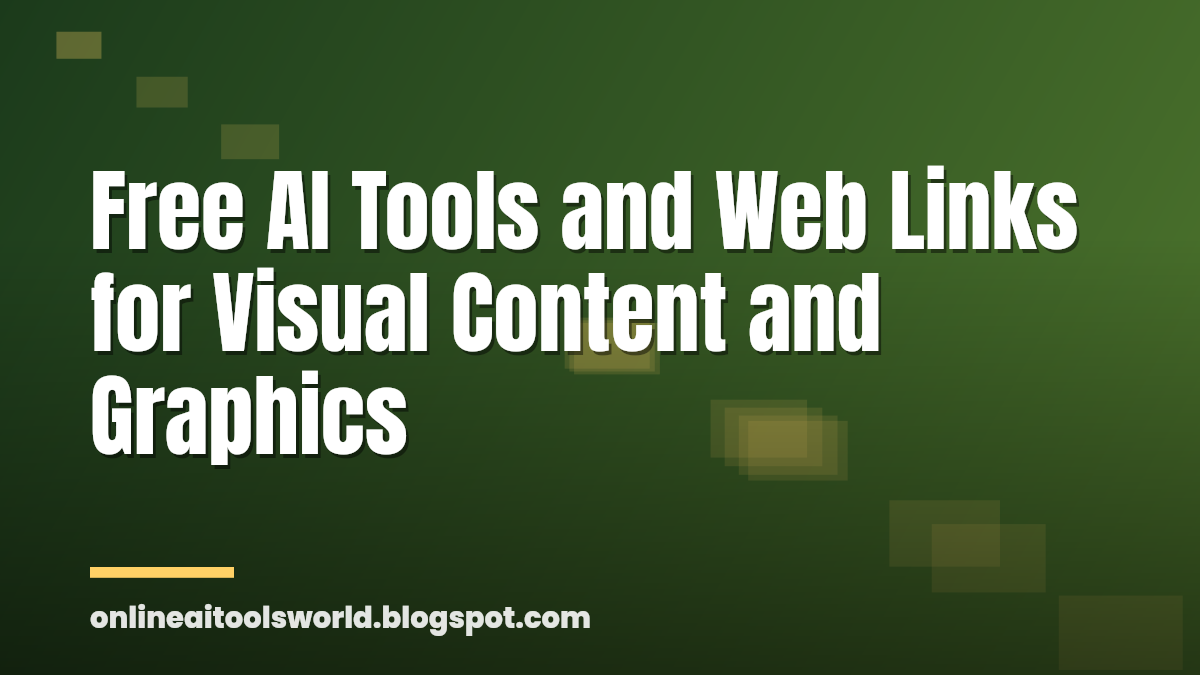 Free AI Tools and Web Links
for Visual Content and
Graphics
onlineaitoolsworld.blogspot.com